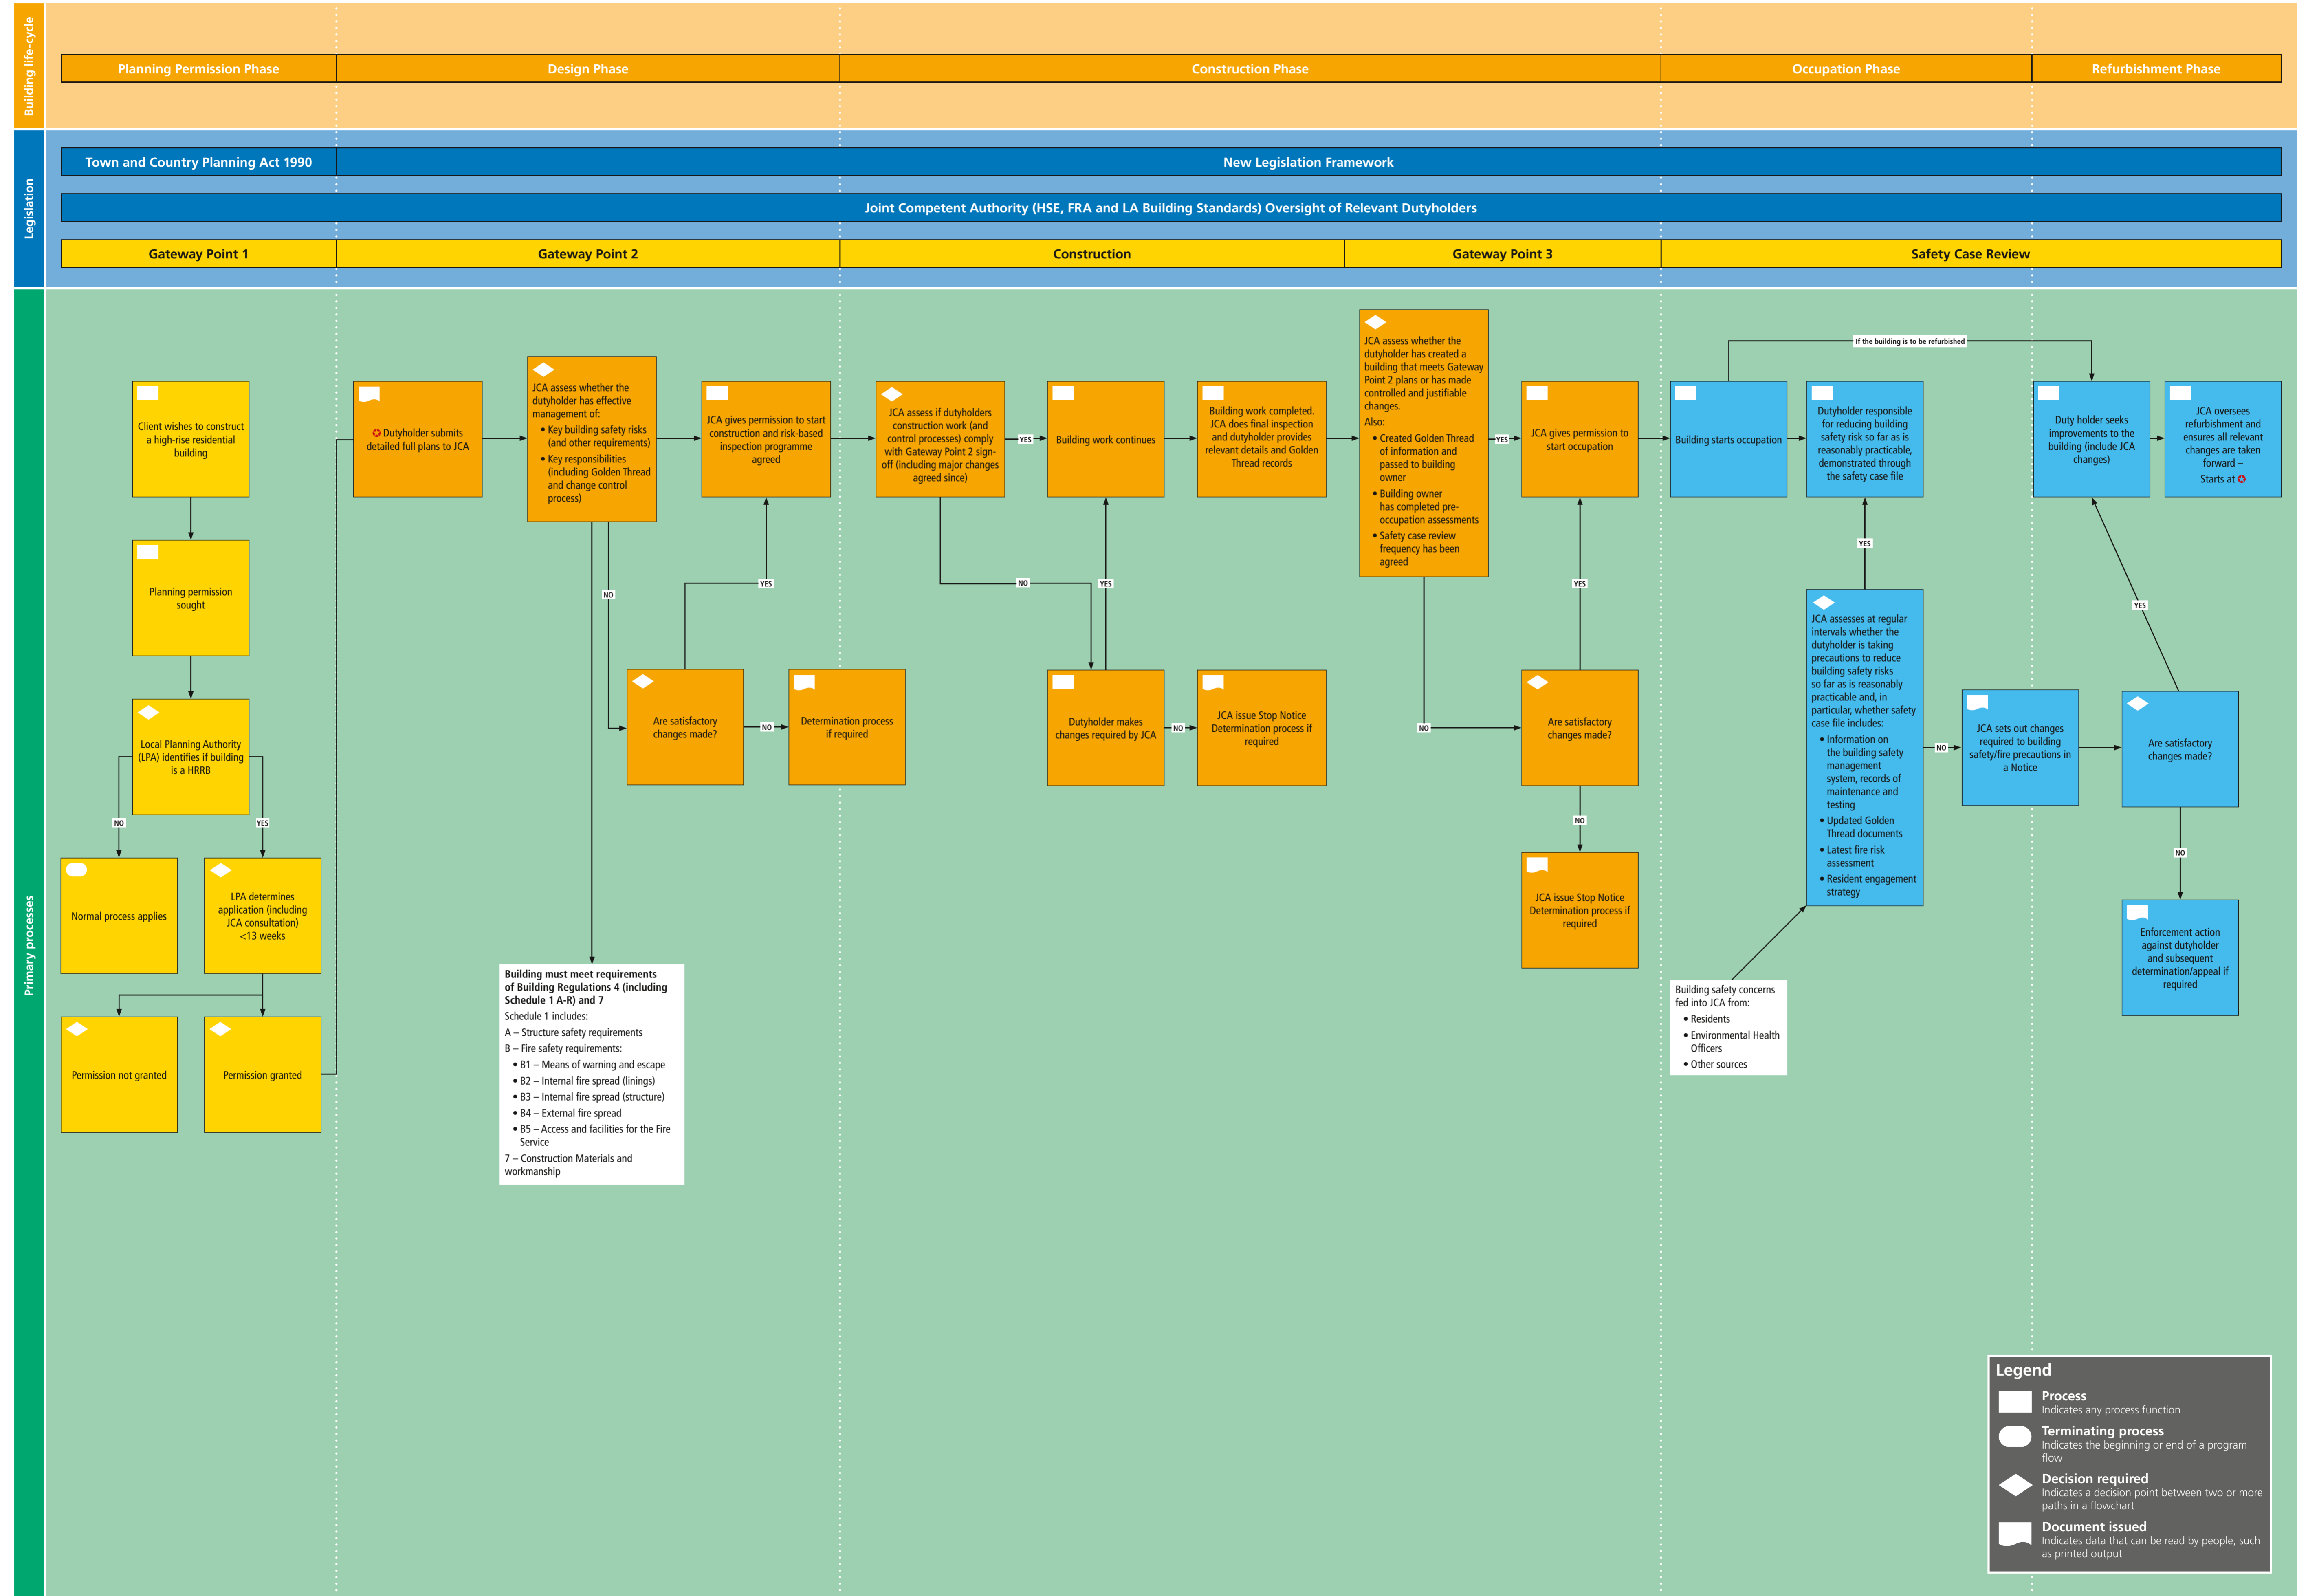 Building life-cycle
Planning Permission Phase
Design Phase
Construction Phase
Occupation Phase
Refurbishment Phase
Legislation
Town and Country Planning Act 1990
New Legislation Framework
Joint Competent Authority (HSE, FRA and LA Building Standards) Oversight of Relevant Dutyholders
Gateway Point 1
Gateway Point 2
Construction
Gateway Point 3
Safety Case Review
Primary processes
Client wishes to construct
a high-rise residential
building
Planning permission
sought
Local Planning Authority
(LPA) identifies if building
is a HRRB
NO
YES
Normal process applies
LPA determines
application (including
JCA consultation)
<13 weeks
Permission not granted
Permission granted
✪ Dutyholder submits
detailed full plans to JCA
JCA assess whether the
dutyholder has effective
management of:
• Key building safety risks
(and other requirements)
• Key responsibilities
(including Golden Thread
and change control
process)
JCA gives permission to start
construction and risk-based
inspection programme
agreed
NO
YES
Are satisfactory
changes made?
NO
Determination process
if required
Building must meet requirements
of Building Regulations 4 (including
Schedule 1 A-R) and 7
Schedule 1 includes:
A – Structure safety requirements
B – Fire safety requirements:
• B1 – Means of warning and escape
• B2 – Internal fire spread (linings)
• B3 – Internal fire spread (structure)
• B4 – External fire spread
• B5 – Access and facilities for the Fire
Service
7 – Construction Materials and
workmanship
JCA assess if dutyholders
construction work (and
control processes) comply
with Gateway Point 2 sign-
off (including major changes
agreed since)
YES
Building work continues
Building work completed.
JCA does final inspection
and dutyholder provides
relevant details and Golden
Thread records
NO
YES
Dutyholder makes
changes required by JCA
NO
JCA issue Stop Notice
Determination process if
required
JCA assess whether the
dutyholder has created a
building that meets Gateway
Point 2 plans or has made
controlled and justifiable
changes.
Also:
• Created Golden Thread
of information and
passed to building
owner
• Building owner
has completed pre-
occupation assessments
• Safety case review
frequency has been
agreed
YES
JCA gives permission to
start occupation
NO
YES
Are satisfactory
changes made?
NO
JCA issue Stop Notice
Determination process if
required
If the building is to be refurbished
Building starts occupation
Dutyholder responsible
for reducing building
safety risk so far as is
reasonably practicable,
demonstrated through
the safety case file
YES
JCA assesses at regular
intervals whether the
dutyholder is taking
precautions to reduce
building safety risks
so far as is reasonably
practicable and, in
particular, whether safety
case file includes:
• Information on
the building safety
management
system, records of
maintenance and
testing
• Updated Golden
Thread documents
• Latest fire risk
assessment
• Resident engagement
strategy
Building safety concerns
fed into JCA from:
• Residents
• Environmental Health
Officers
• Other sources
NO
JCA sets out changes
required to building
safety/fire precautions in
a Notice
Duty holder seeks
improvements to the
building (include JCA
changes)
JCA oversees
refurbishment and
ensures all relevant
changes are taken
forward –
Starts at ✪
YES
Are satisfactory
changes made?
NO
Enforcement action
against dutyholder
and subsequent
determination/appeal if
required
Legend
Process
Indicates any process function
Terminating process
Indicates the beginning or end of a program
flow
Decision required
Indicates a decision point between two or more
paths in a flowchart
Document issued
Indicates data that can be read by people, such
as printed output